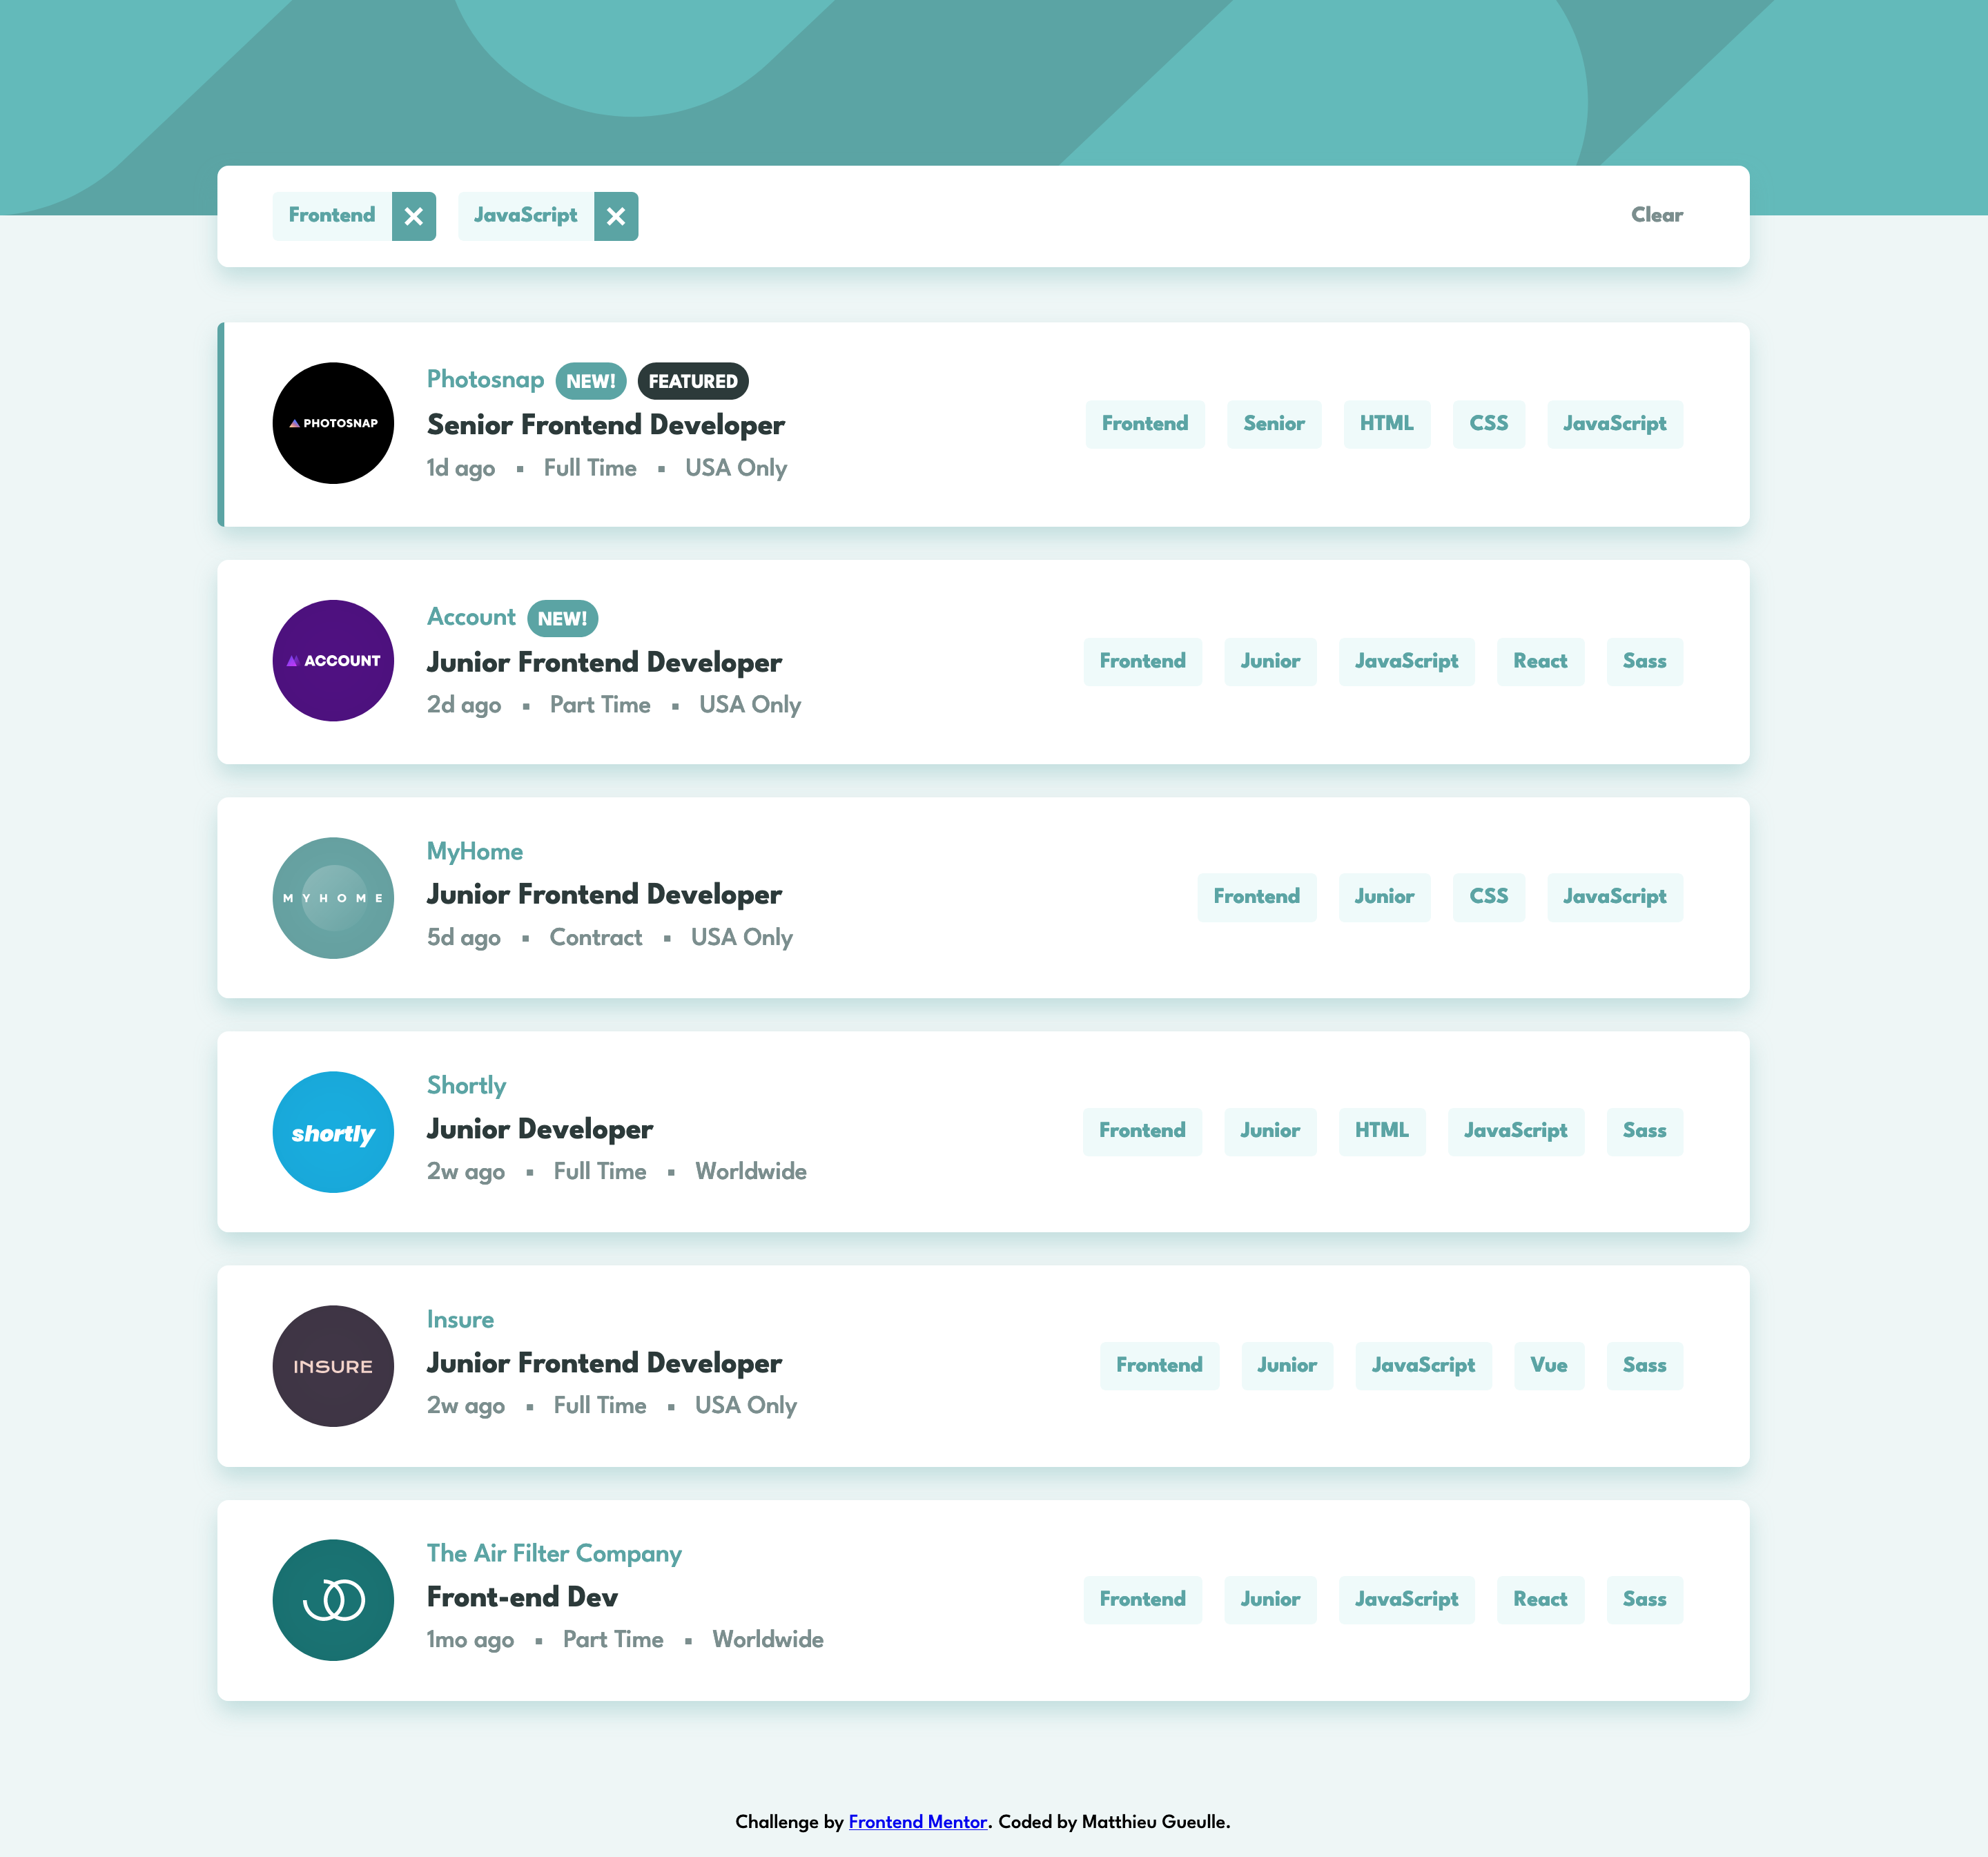 Frontend JavaScript Clear
PHOTOSNAP
Photosnap NEW! FEATURED
Senior Frontend Developer
1d ago ▪ Full Time ▪ USA Only
Frontend Senior HTML CSS JavaScript
ACCOUNT
Account NEW!
Junior Frontend Developer
2d ago ▪ Part Time ▪ USA Only
Frontend Junior JavaScript React Sass
MYHOME
MyHome
Junior Frontend Developer
5d ago ▪ Contract ▪ USA Only
Frontend Junior CSS JavaScript
shortly
Shortly
Junior Developer
2w ago ▪ Full Time ▪ Worldwide
Frontend Junior HTML JavaScript Sass
INSURE
Insure
Junior Frontend Developer
2w ago ▪ Full Time ▪ USA Only
Frontend Junior JavaScript Vue Sass
The Air Filter Company
Front-end Dev
1mo ago ▪ Part Time ▪ Worldwide
Frontend Junior JavaScript React Sass
Challenge by Frontend Mentor. Coded by Matthieu Gueulle.